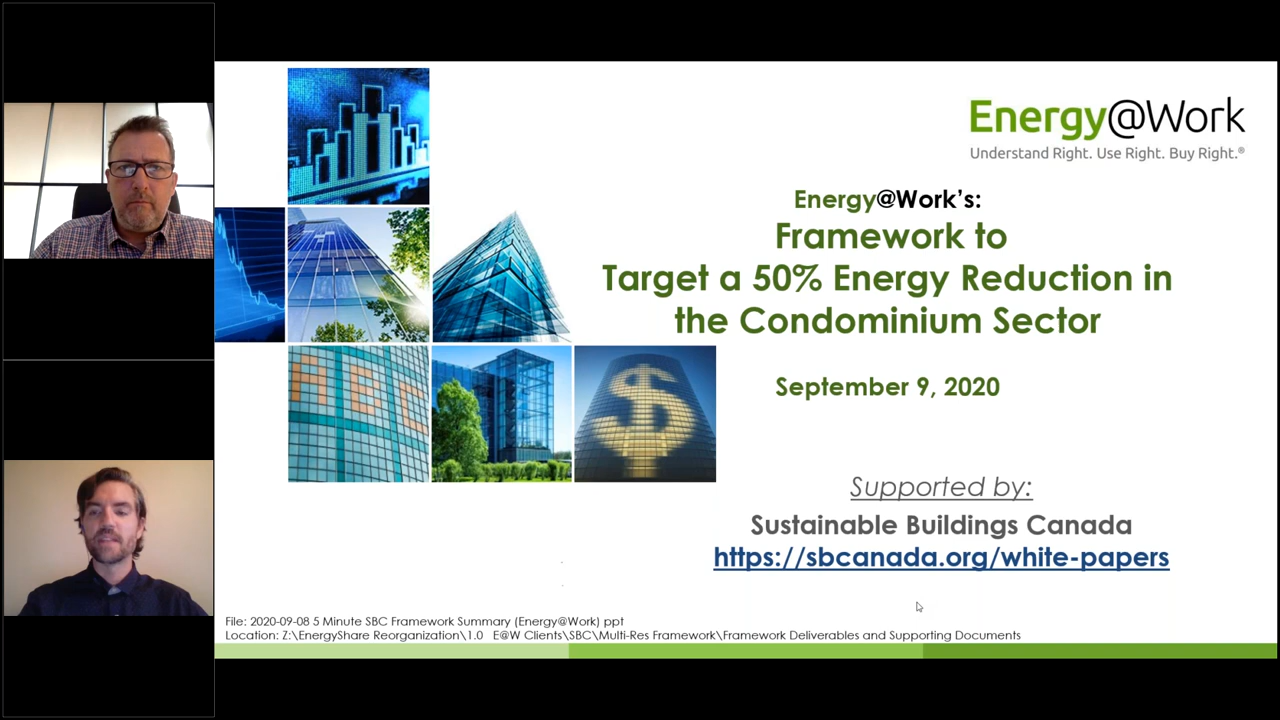 Energy@Work
Understand Right. Use Right. Buy Right.®
Energy@Work's:
Framework to
Target a 50% Energy Reduction in
the Condominium Sector
September 9, 2020
Supported by:
Sustainable Buildings Canada
https://sbcanada.org/white-papers
File: 2020-09-08 5 Minute SBC Framework Summary (Energy@Work) ppt
Location: Z:\EnergyShare Reorganization\1.0 E@W Clients\SBC\Multi-Res Framework\Framework Deliverables and Supporting Documents